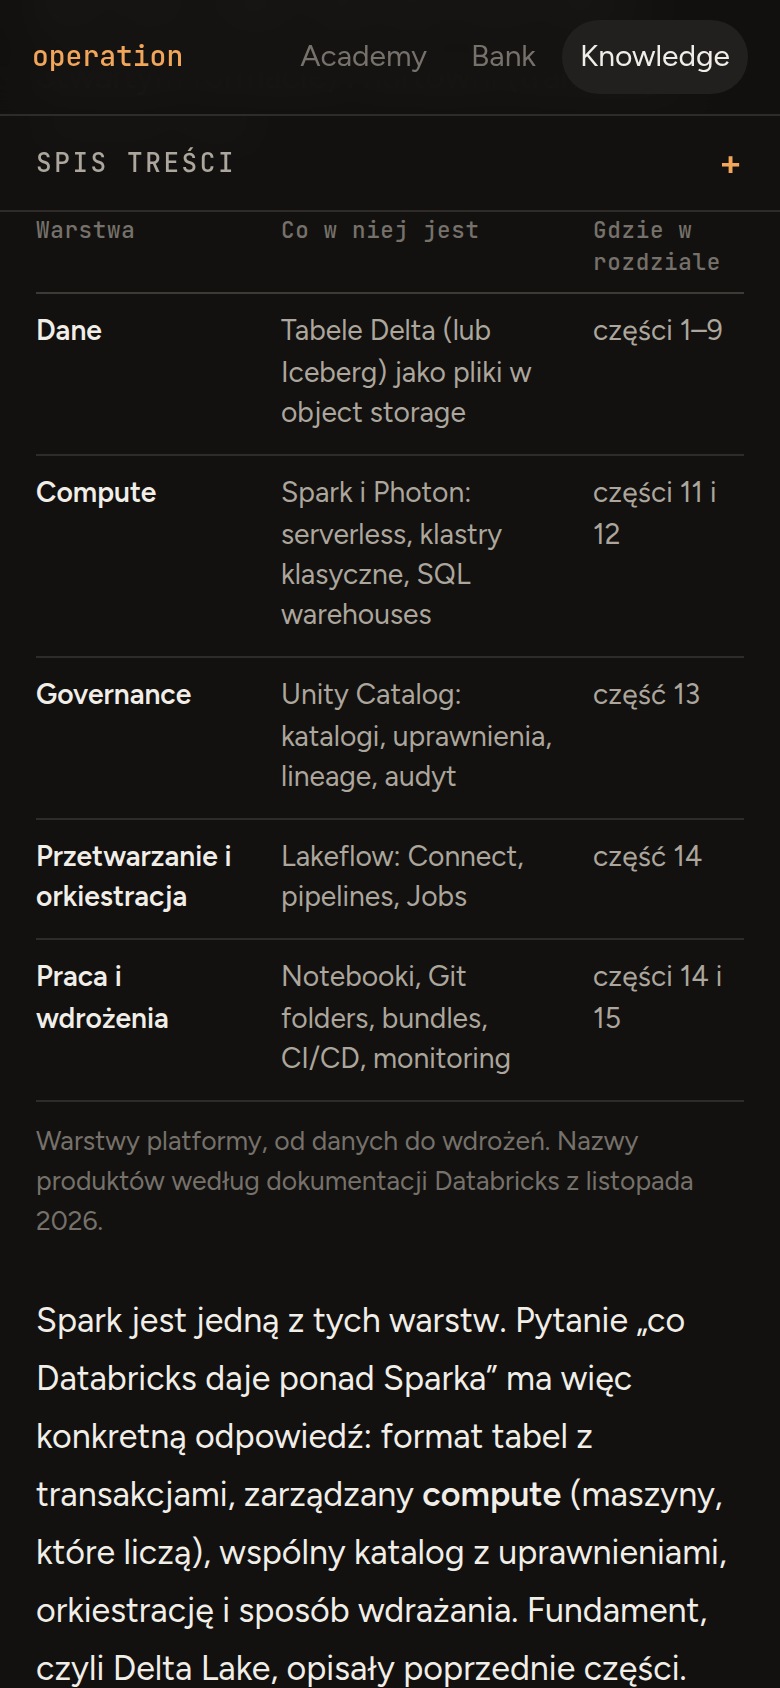 operation
Academy
Bank
Knowledge
SPIS TREŚCI
+
Warstwa
Co w niej jest
Gdzie w
rozdziale
Dane
Tabele Delta (lub
Iceberg) jako pliki w
object storage
części 1–9
Compute
Spark i Photon:
serverless, klastry
klasyczne, SQL
warehouses
części 11 i
12
Governance
Unity Catalog:
katalogi, uprawnienia,
lineage, audyt
część 13
Przetwarzanie i
orkiestracja
Lakeflow: Connect,
pipelines, Jobs
część 14
Praca i
wdrożenia
Notebooki, Git
folders, bundles,
CI/CD, monitoring
części 14 i
15
Warstwy platformy, od danych do wdrożeń. Nazwy
produktów według dokumentacji Databricks z listopada
2026.
Spark jest jedną z tych warstw. Pytanie „co
Databricks daje ponad Sparka” ma więc
konkretną odpowiedź: format tabel z
transakcjami, zarządzany compute (maszyny,
które liczą), wspólny katalog z uprawnieniami,
orkiestrację i sposób wdrażania. Fundament,
czyli Delta Lake, opisały poprzednie części.